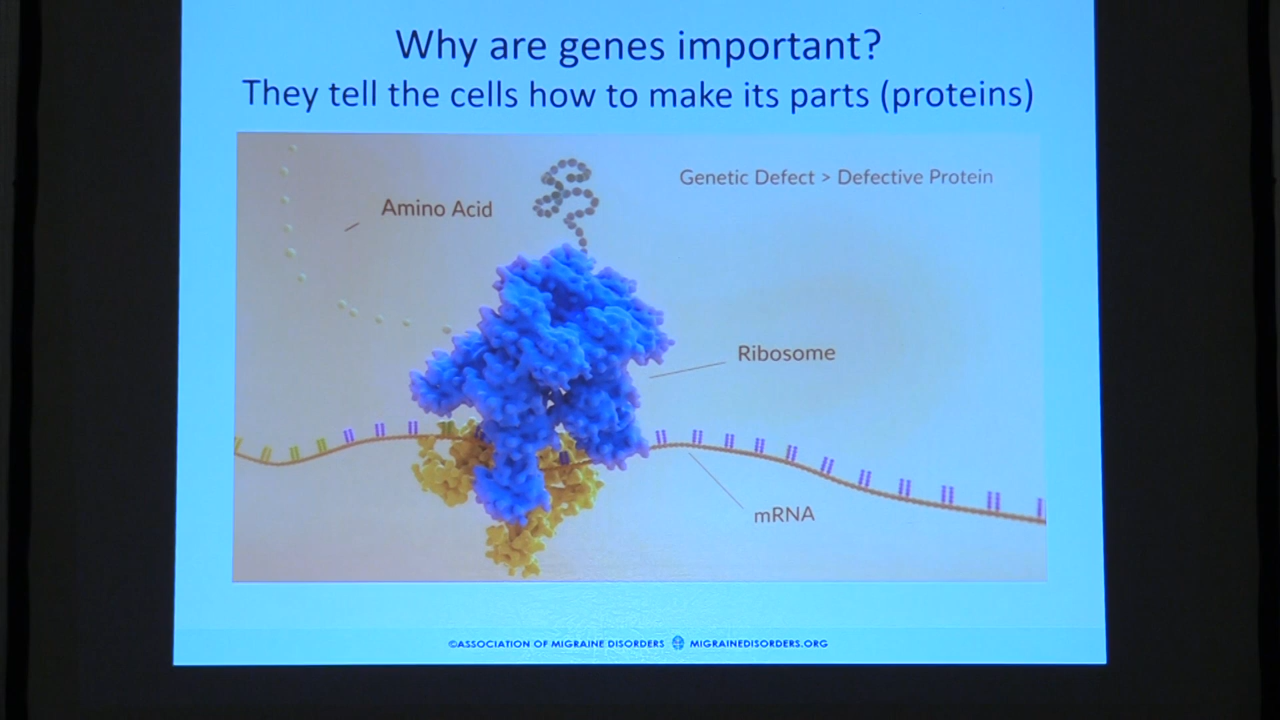 Why are genes important?
They tell the cells how to make its parts (proteins)
Genetic Defect > Defective Protein
Amino Acid
Ribosome
mRNA
©ASSOCIATION OF MIGRAINE DISORDERS MIGRAINEDISORDERS.ORG